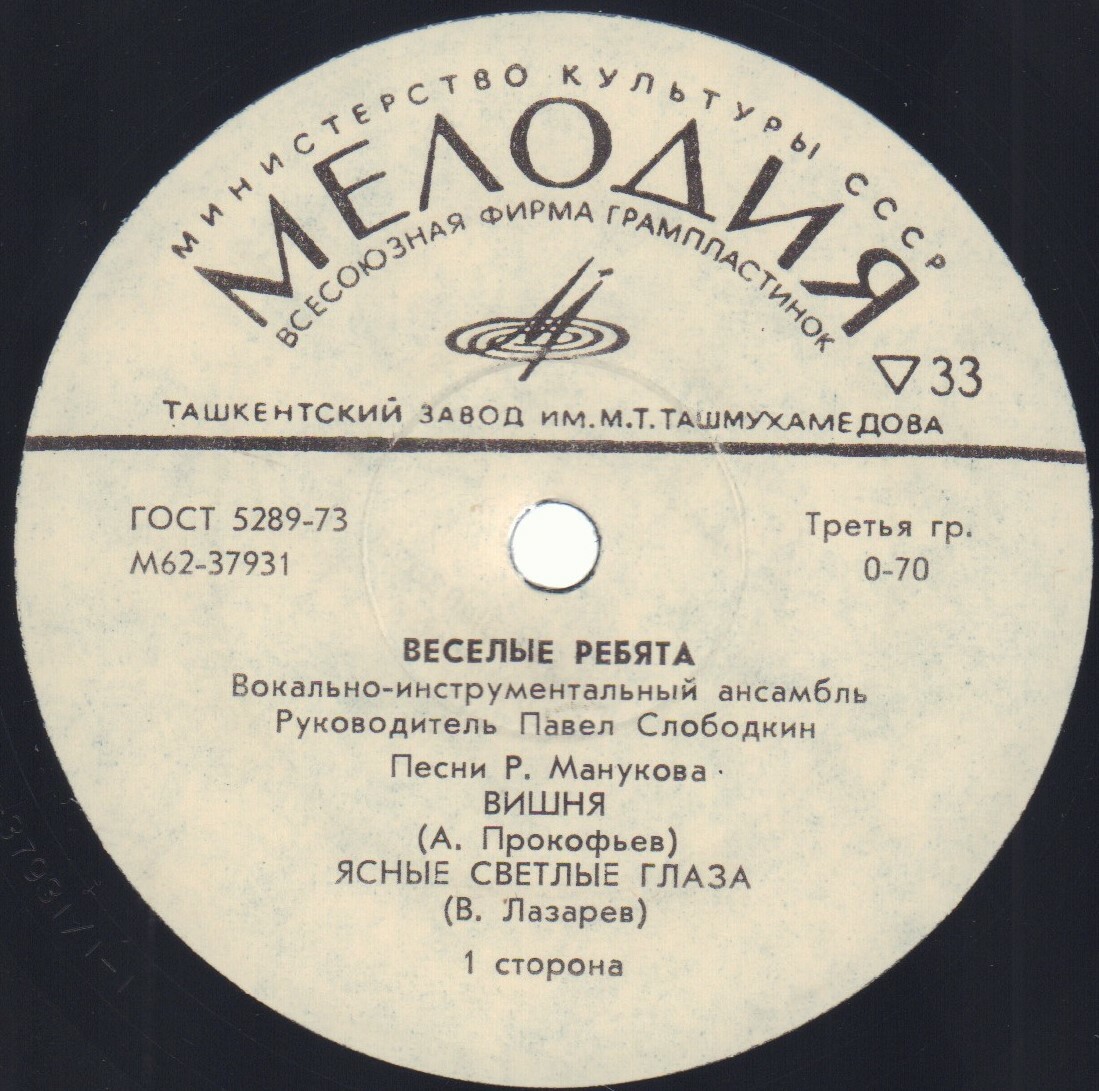 МИНИСТЕРСТВО КУЛЬТУРЫ СССР
МЕЛОДИЯ
ВСЕСОЮЗНАЯ ФИРМА ГРАМПЛАСТИНОК
33
ТАШКЕНТСКИЙ ЗАВОД ИМ.М.Т.ТАШМУХАМЕДОВА
ГОСТ 5289-73
М62-37931
Третья гр.
0-70
ВЕСЕЛЫЕ РЕБЯТА
Вокально-инструментальный ансамбль
Руководитель Павел Слободкин
Песни Р. Манукова
ВИШНЯ
(А. Прокофьев)
ЯСНЫЕ СВЕТЛЫЕ ГЛАЗА
(В. Лазарев)
1 сторона